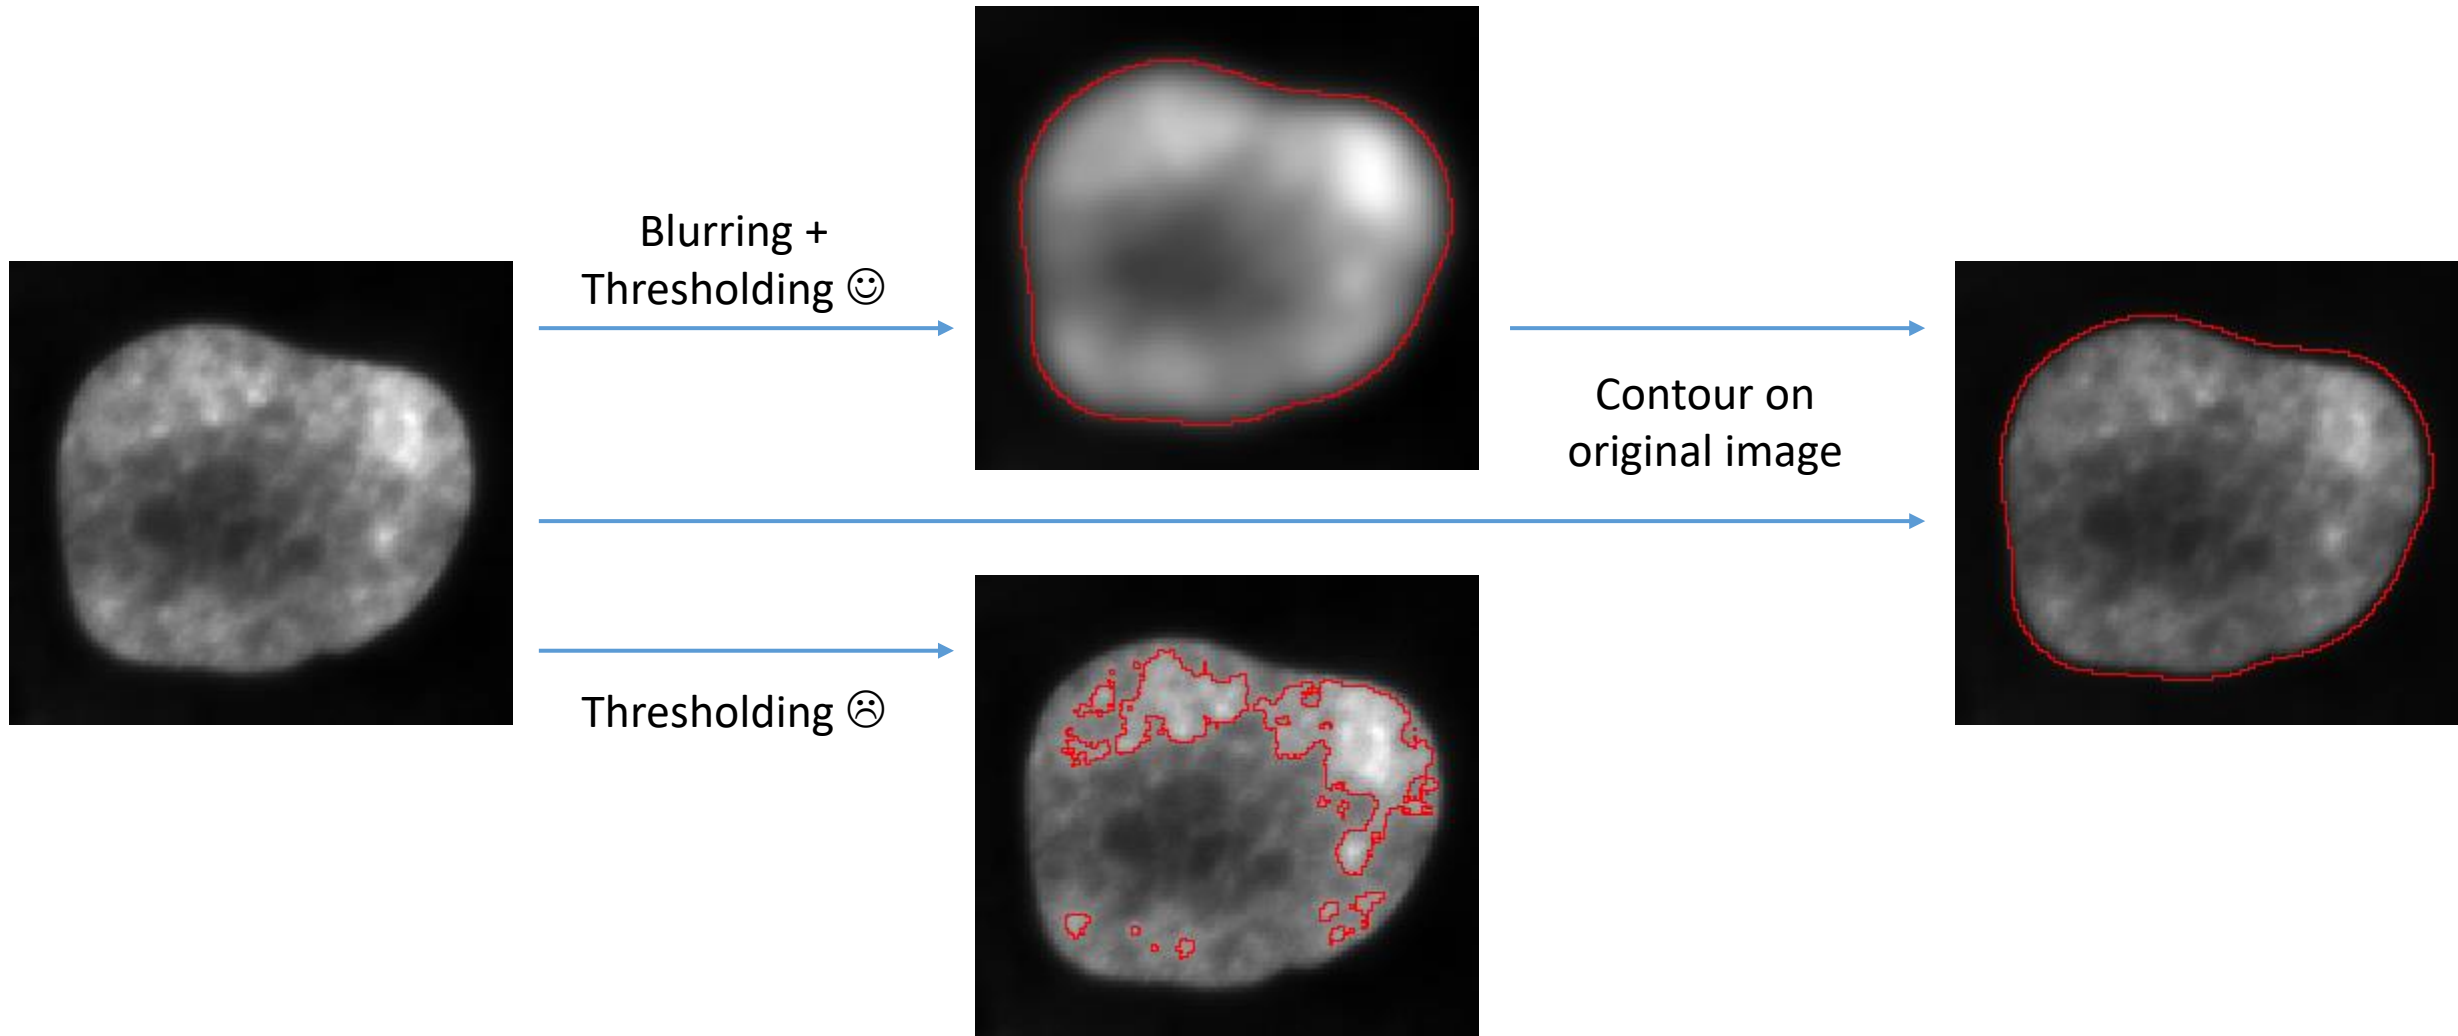 Blurring +
Thresholding ☺
Contour on
original image
Thresholding ☹